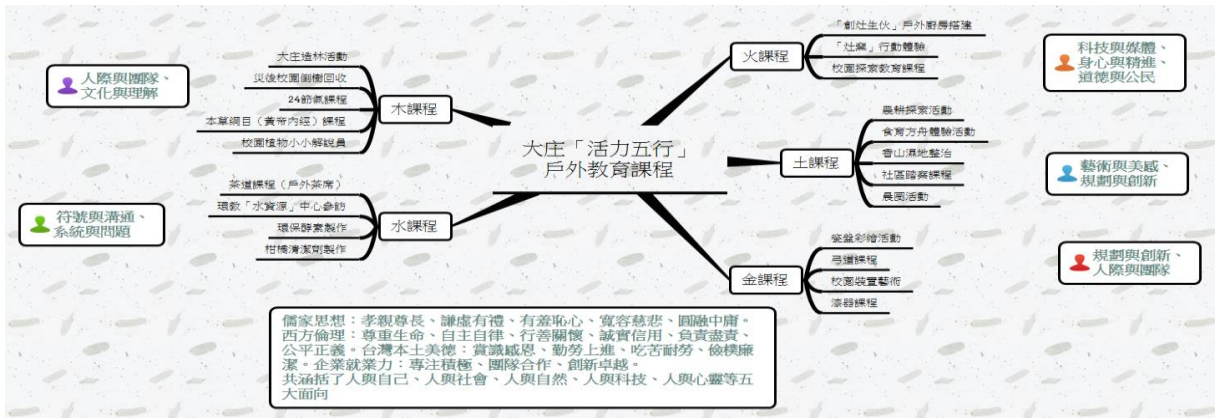 大庄「活力五行」
戶外教育課程
木課程
大庄造林活動
災後校園倒樹回收
24節氣課程
本草綱目（黃帝內經）課程
校園植物小小解說員
人際與團隊、
文化與理解
水課程
茶道課程（戶外茶席）
環教「水資源」中心參訪
環保酵素製作
柑橘清潔劑製作
符號與溝通、
系統與問題
火課程
「創灶生伙」戶外廚房搭建
「灶窯」行動體驗
校園探索教育課程
科技與媒體、
身心與精進、
道德與公民
土課程
農耕探索活動
食育方舟體驗活動
香山濕地整治
社區踏察課程
農園活動
藝術與美感、
規劃與創新
金課程
瓷盤彩繪活動
弓道課程
校園裝置藝術
漆器課程
規劃與創新、
人際與團隊
儒家思想：孝親尊長、謙虛有禮、有羞恥心、寬容慈悲、圓融中庸。
西方倫理：尊重生命、自主自律、行善關懷、誠實信用、負責盡責、
公平正義。台灣本土美德：賞識感恩、勤勞上進、吃苦耐勞、儉樸廉
潔。企業就業力：專注積極、團隊合作、創新卓越。
共涵括了人與自己、人與社會、人與自然、人與科技、人與心靈等五
大面向